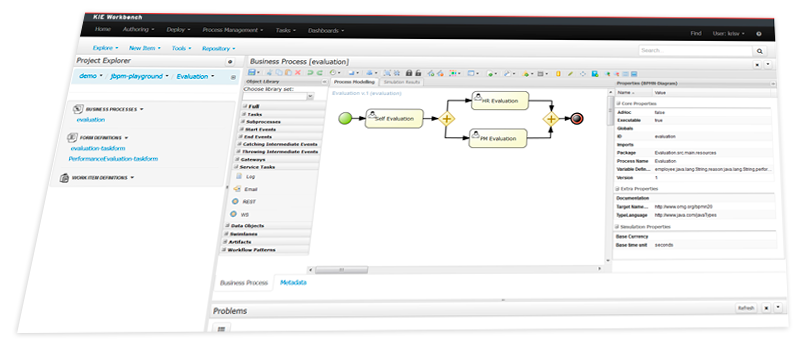 KIE Workbench
Home Authoring Deploy Process Management Tasks Dashboards Find User: krisv
Explore New Item Tools Repository Search...
Project Explorer
demo jbpm-playground Evaluation
BUSINESS PROCESSES
evaluation
FORM DEFINITIONS
evaluation-taskform
PerformanceEvaluation-taskform
WORK ITEM DEFINITIONS
Business Process [evaluation]
Object Library
Choose library set:
Full
Tasks
Subprocesses
Start Events
End Events
Catching Intermediate Events
Throwing Intermediate Events
Gateways
Service Tasks
Log
Email
REST
WS
Data Objects
Swimlanes
Artifacts
Workflow Patterns
Process Modelling Simulation Results
Evaluation v.1 (evaluation)
Self Evaluation
HR Evaluation
PM Evaluation
Properties (BPMN Diagram)
Name Value
Core Properties
AdHoc false
Executable true
Globals
ID evaluation
Imports
Package Evaluation.src.main.resources
Process Name Evaluation
Variable Defin... employee:java.lang.String,reason:java.lang.String,perfor...
Version 1
Extra Properties
Documentation
Target Name... http://www.omg.org/bpmn20
TypeLanguage http://www.java.com/javaTypes
Simulation Properties
Base Currency
Base time unit seconds
Business Process Metadata
Problems Refresh